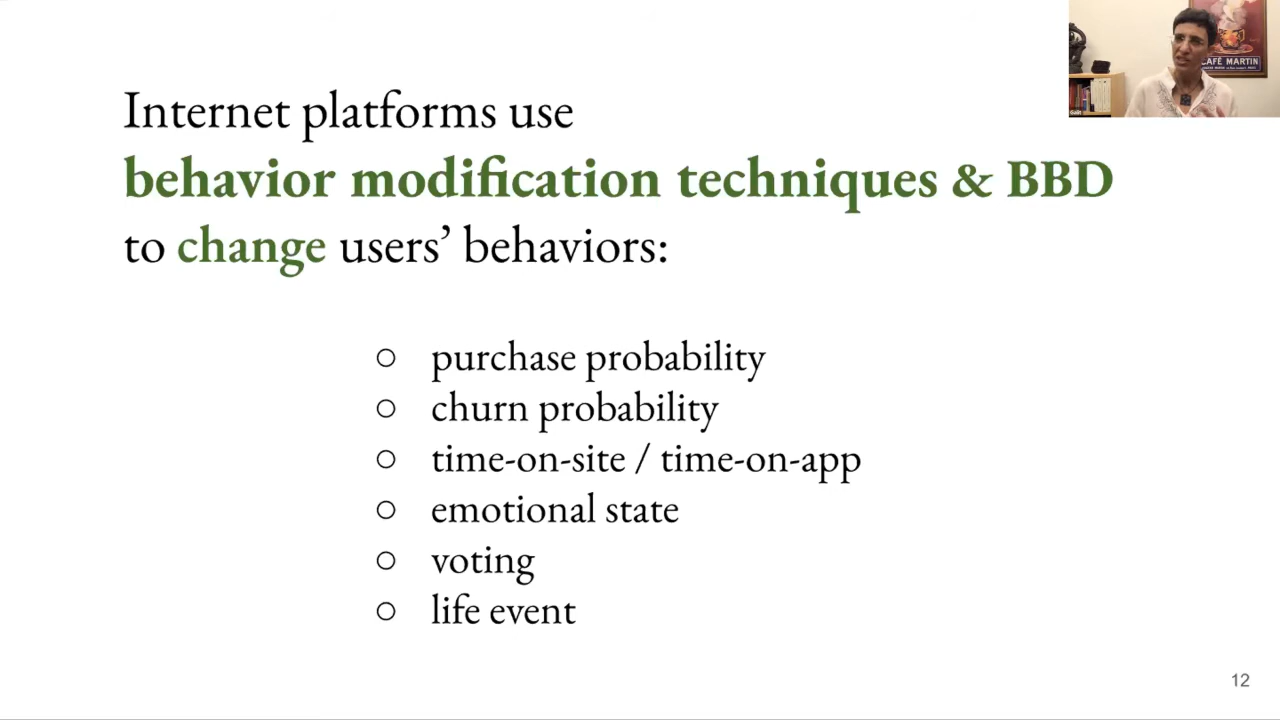 Internet platforms use
behavior modification techniques & BBD
to change users’ behaviors:
○ purchase probability
○ churn probability
○ time-on-site / time-on-app
○ emotional state
○ voting
○ life event
12
CAFÉ MARTIN
Galit